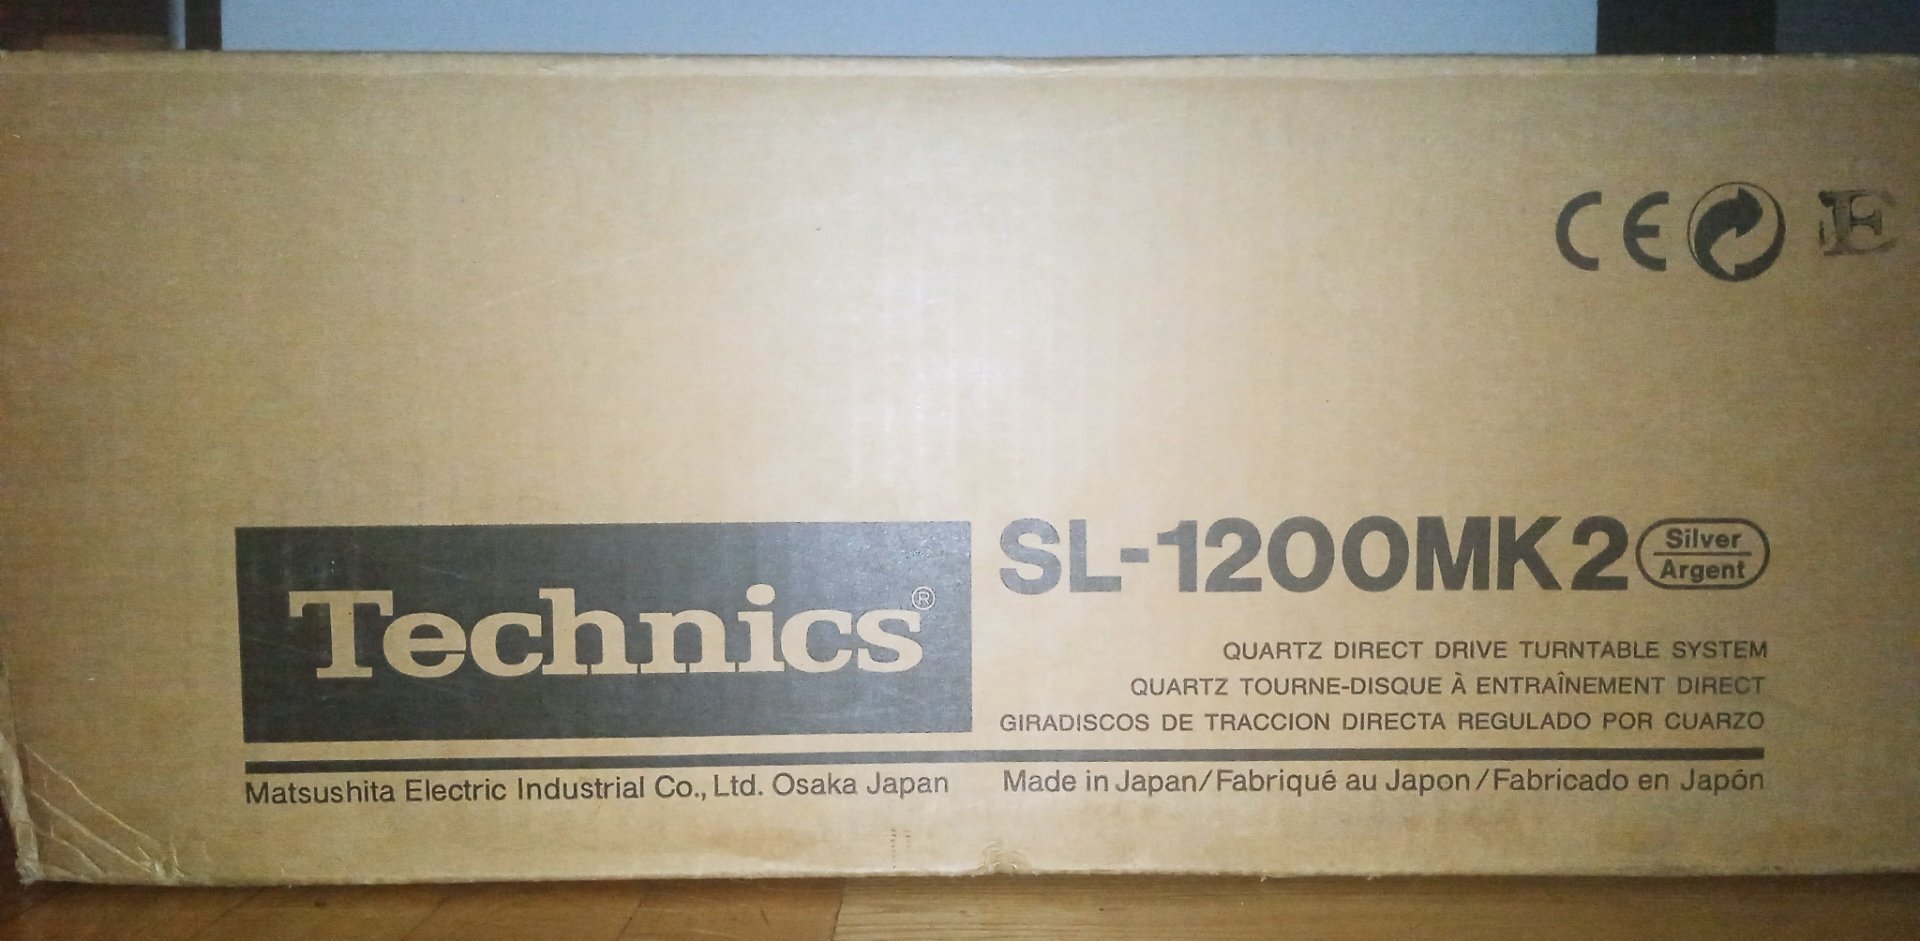 CE E
Technics®
SL-1200MK2 Silver
Argent
QUARTZ DIRECT DRIVE TURNTABLE SYSTEM
QUARTZ TOURNE-DISQUE À ENTRAÎNEMENT DIRECT
GIRADISCOS DE TRACCION DIRECTA REGULADO POR CUARZO
Matsushita Electric Industrial Co., Ltd. Osaka Japan
Made in Japan/Fabriqué au Japon/Fabricado en Japón